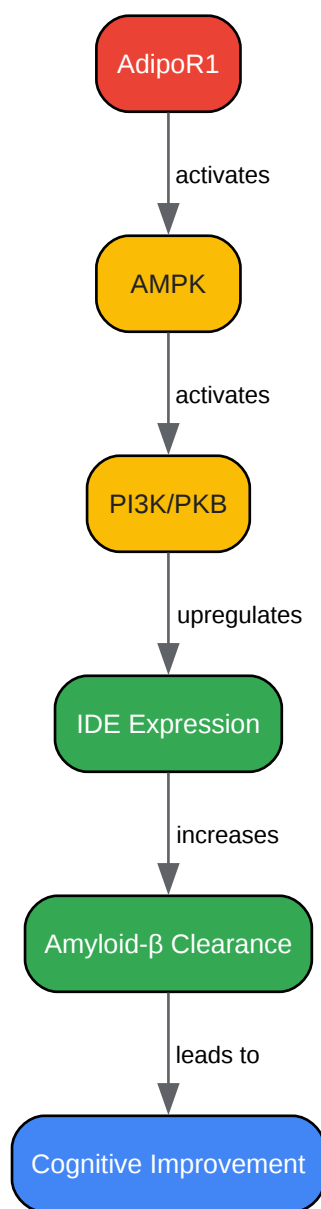 AdipoR1
activates
AMPK
activates
PI3K/PKB
upregulates
IDE Expression
increases
Amyloid-β Clearance
leads to
Cognitive Improvement